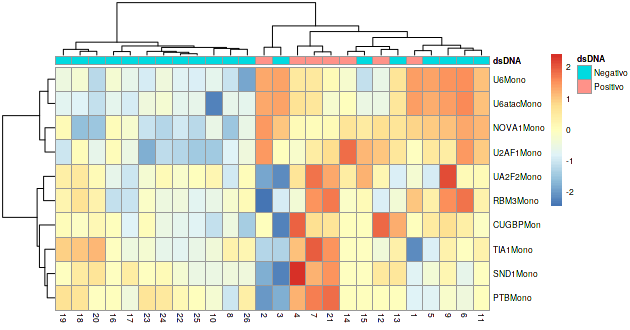 dsDNA
U6Mono
U6atacMono
NOVA1Mono
U2AF1Mono
UA2F2Mono
RBM3Mono
CUGBPMon
TIA1Mono
SND1Mono
PTBMono
19 18 20 16 17 23 24 22 25 10 8 26 2 3 4 7 21 14 15 12 13 1 5 9 6 11
2
1
0
-1
-2
dsDNA
Negativo
Positivo